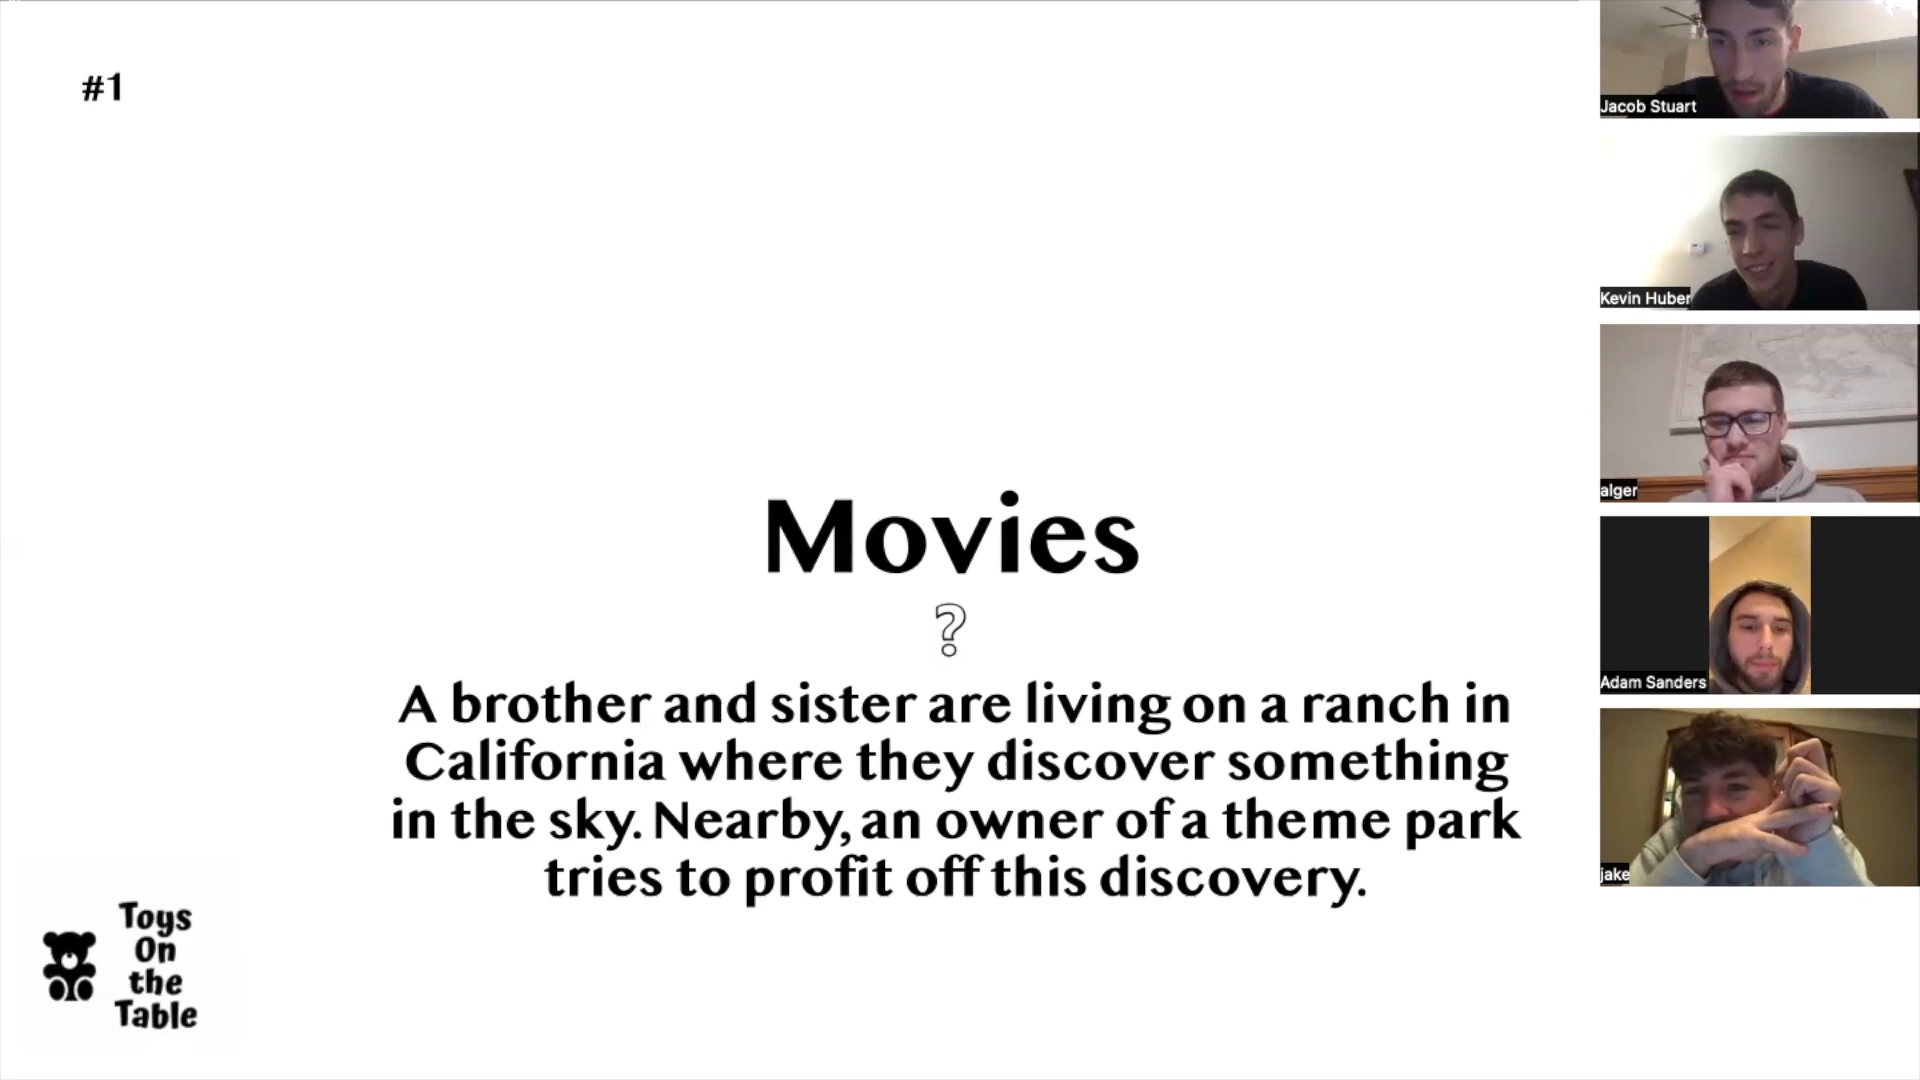 #1
Movies
?
A brother and sister are living on a ranch in
California where they discover something
in the sky. Nearby, an owner of a theme park
tries to profit off this discovery.
Toys
On
the
Table
Jacob Stuart
Kevin Huber
alger
Adam Sanders
jake